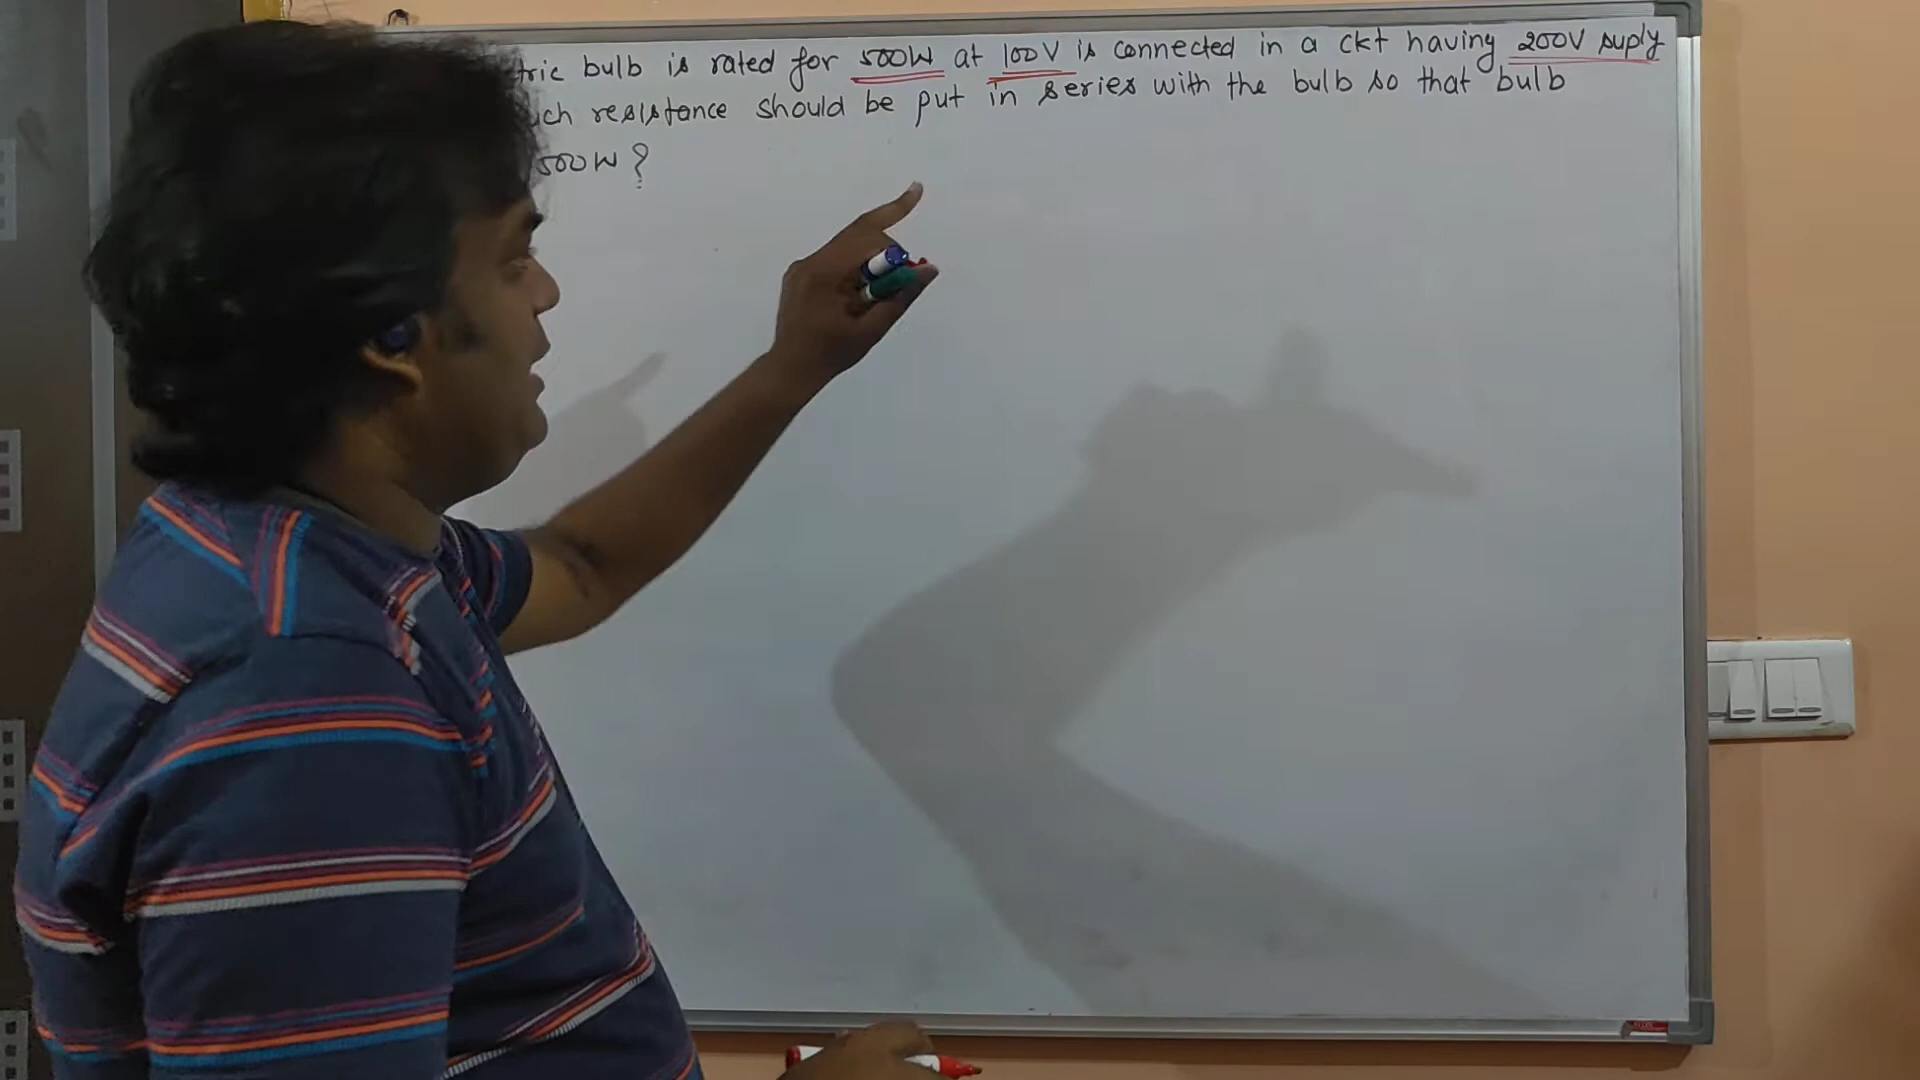 tric bulb is rated for 500W at 100V is connected in a ckt having 200V suply
uch resistance should be put in series with the bulb so that bulb
500W?